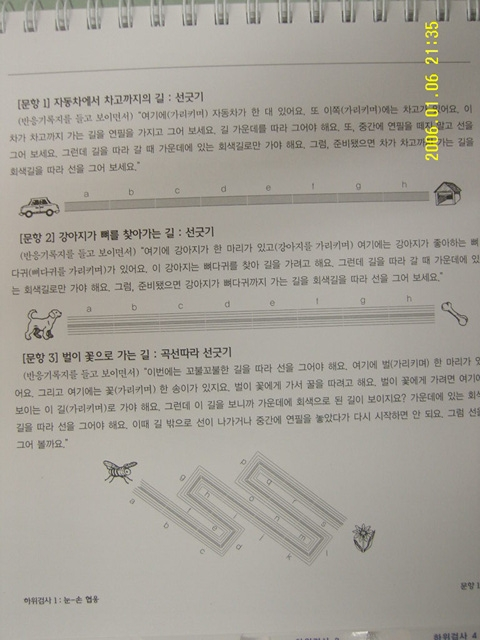 2006.01.06 21:35
[문항 1] 자동차에서 차고까지의 길 : 선긋기
(반응기록지를 들고 보이면서) "여기에(가리키며) 자동차가 한 대 있어요. 또 이쪽(가리키며)에는 차고가 있어요. 이
차가 차고까지 가는 길을 연필을 가지고 그어 보세요. 길 가운데를 따라 그어야 해요. 또, 중간에 연필을 떼지 말고 선을
그어 보세요. 그런데 길을 따라 갈 때 가운데에 있는 회색길로만 가야 해요. 그럼, 준비됐으면 차가 차고까지 가는 길을
회색길을 따라 선을 그어 보세요."
a b c d e f g h
[문항 2] 강아지가 뼈를 찾아가는 길 : 선긋기
(반응기록지를 들고 보이면서) "여기에 강아지가 한 마리가 있고(강아지를 가리키며) 여기에는 강아지가 좋아하는 뼈
다귀(뼈다귀를 가리키며)가 있어요. 이 강아지는 뼈다귀를 찾아 길을 가려고 해요. 그런데 길을 따라 갈 때 가운데에 있
는 회색길로만 가야 해요. 그럼, 준비됐으면 강아지가 뼈다귀까지 가는 길을 회색길을 따라 선을 그어 보세요."
a b c d e f g h
[문항 3] 벌이 꽃으로 가는 길 : 곡선따라 선긋기
(반응기록지를 들고 보이면서) "이번에는 꼬불꼬불한 길을 따라 선을 그어야 해요. 여기에 벌(가리키며) 한 마리가 있
어요. 그리고 여기에는 꽃(가리키며) 한 송이가 있지요. 벌이 꽃에게 가서 꿀을 따려고 해요. 벌이 꽃에게 가려면 여기에
보이는 이 길(가리키며)로 가야 해요. 그런데 이 길을 보니까 가운데에 회색으로 된 길이 보이지요? 가운데에 있는 회색
길을 따라 선을 그어야 해요. 이때 길 밖으로 선이 나가거나 중간에 연필을 놓았다가 다시 시작하면 안 되요. 그럼 선을
그어 볼까요."
a b c d e f g h i j k l
하위검사 1 : 눈-손 협응
문항
하위검사 4